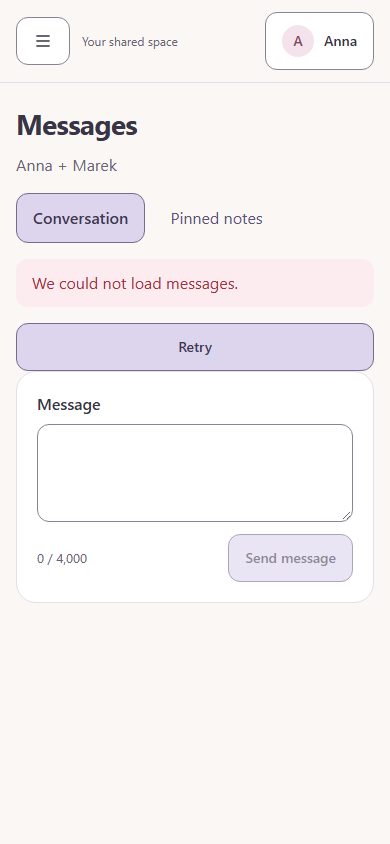 Your shared space
A
Anna
Messages
Anna + Marek
Conversation
Pinned notes
We could not load messages.
Retry
Message
0 / 4,000
Send message